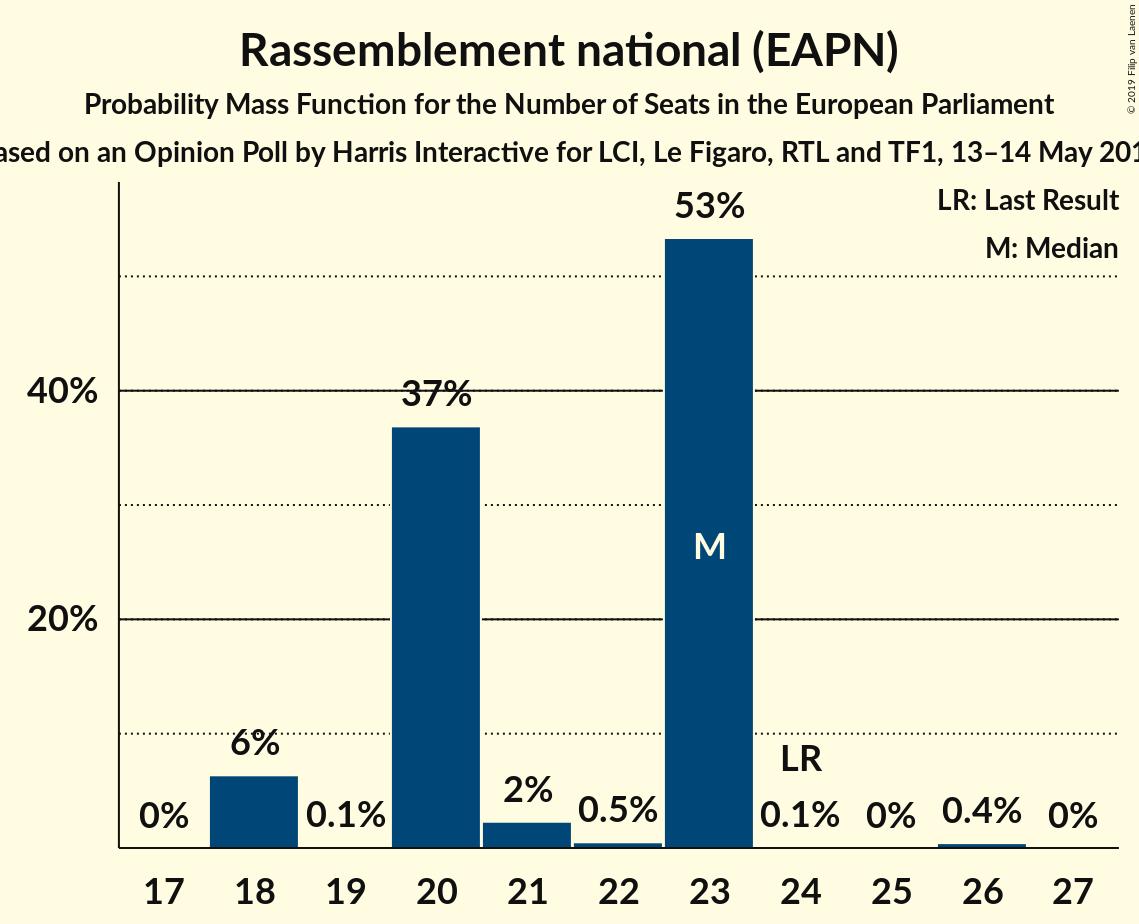 Rassemblement national (EAPN)
Probability Mass Function for the Number of Seats in the European Parliament
ased on an Opinion Poll by Harris Interactive for LCI, Le Figaro, RTL and TF1, 13–14 May 201
© 2019 Filip van Laenen
LR: Last Result
M: Median
53%
40%
37%
M
20%
6%
LR
2%
0%
0.1%
0.5%
0.1%
0%
0.4%
0%
17 18 19 20 21 22 23 24 25 26 27